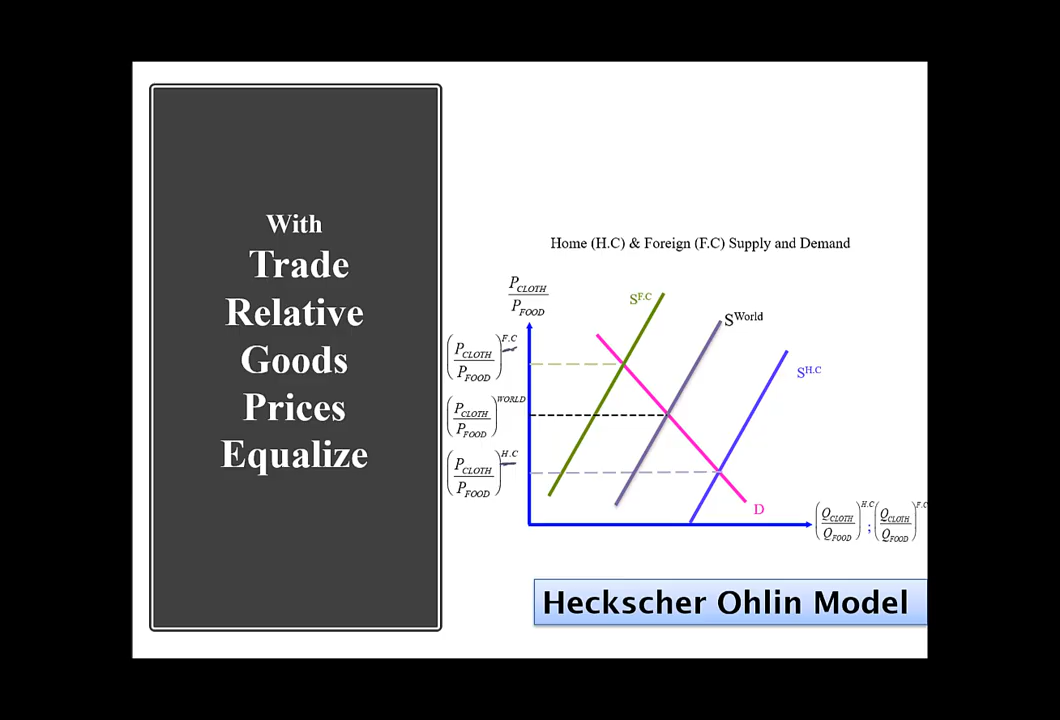 With
Trade
Relative
Goods
Prices
Equalize
Home (H.C) & Foreign (F.C) Supply and Demand
P_CLOTH / P_FOOD
S^F.C
S^World
S^H.C
(P_CLOTH / P_FOOD)^F.C
(P_CLOTH / P_FOOD)^WORLD
(P_CLOTH / P_FOOD)^H.C
D
(Q_CLOTH / Q_FOOD)^H.C ; (Q_CLOTH / Q_FOOD)^F.C
Heckscher Ohlin Model